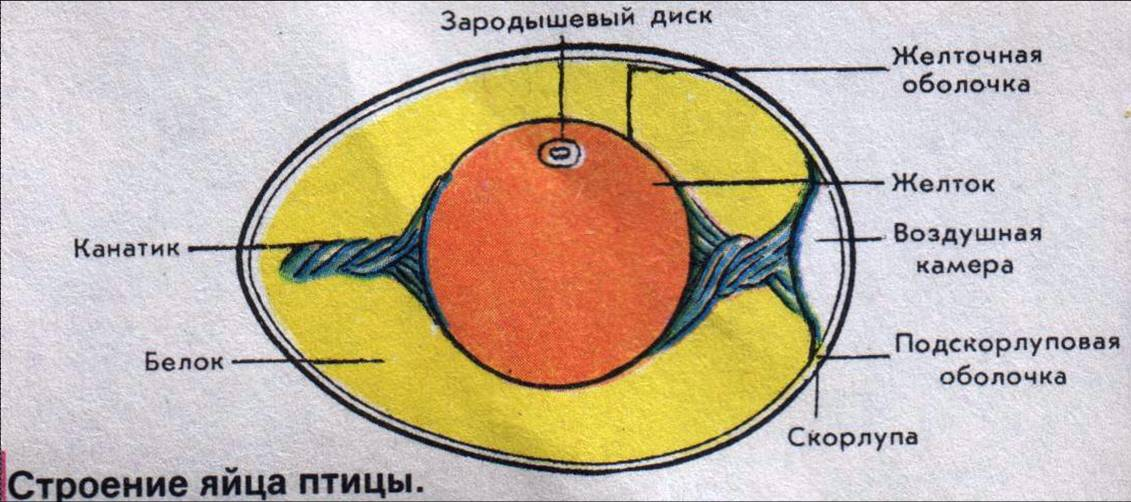 Зародышевый диск
Желточная
оболочка
Желток
Канатик
Воздушная
камера
Белок
Подскорлуповая
оболочка
Скорлупа
Строение яйца птицы.